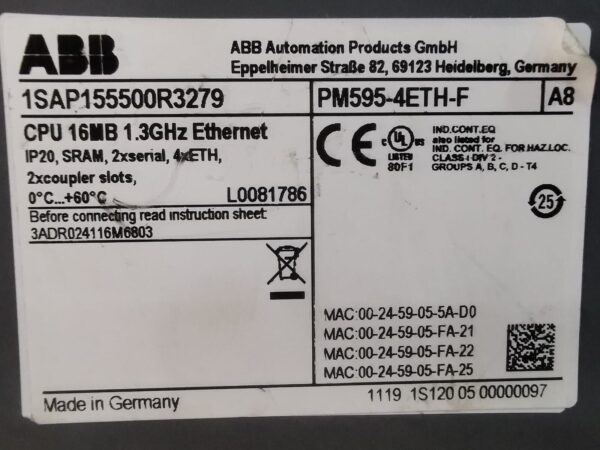 ABB
ABB Automation Products GmbH
Eppelheimer Straße 82, 69123 Heidelberg, Germany
1SAP155500R3279
PM595-4ETH-F
A8
CPU 16MB 1.3GHz Ethernet
IP20, SRAM, 2xserial, 4xETH,
2xcoupler slots,
0°C...+60°C
L0081786
Before connecting read instruction sheet:
3ADR024116M6803
CE
C UL US
LISTED
80F1
IND.CONT.EQ
also listed for
IND. CONT. EQ. FOR HAZ.LOC.
CLASS I DIV 2 -
GROUPS A, B, C, D - T4
25
MAC:00-24-59-05-5A-D0
MAC:00-24-59-05-FA-21
MAC:00-24-59-05-FA-22
MAC:00-24-59-05-FA-25
Made in Germany
1119 1S120 05 00000097